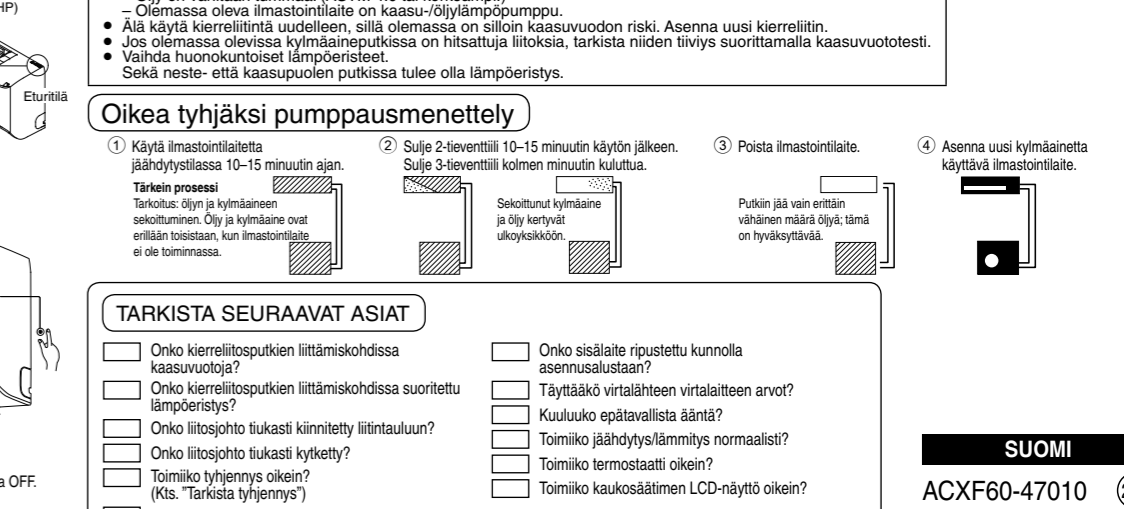 HP)
Eturitilä
a OFF.
– Olemassa oleva ilmastointilaite on kaasu-/öljylämpöpumppu.
● Älä käytä kierreliitintä uudelleen, sillä olemassa on silloin kaasuvuodon riski. Asenna uusi kierreliitin.
● Jos olemassa olevissa kylmäaineputkissa on hitsattuja liitoksia, tarkista niiden tiiviys suorittamalla kaasuvuototesti.
● Vaihda huonokuntoiset lämpöeristeet.
Sekä neste- että kaasupuolen putkissa tulee olla lämpöeristys.
Oikea tyhjäksi pumppausmenettely
① Käytä ilmastointilaitetta
jäähdytystilassa 10–15 minuutin ajan.
Tärkein prosessi
Tarkoitus: öljyn ja kylmäaineen
sekoittuminen. Öljy ja kylmäaine ovat
erillään toisistaan, kun ilmastointilaite
ei ole toiminnassa.
② Sulje 2-tieventtiili 10–15 minuutin käytön jälkeen.
Sulje 3-tieventtiili kolmen minuutin kuluttua.
Sekoittunut kylmäaine
ja öljy kertyvät
ulkoyksikköön.
③ Poista ilmastointilaite.
Putkiin jää vain erittäin
vähäinen määrä öljyä; tämä
on hyväksyttävää.
④ Asenna uusi kylmäainetta
käyttävä ilmastointilaite.
TARKISTA SEURAAVAT ASIAT
Onko kierreliitosputkien liittämiskohdissa
kaasuvuotoja?
Onko kierreliitosputkien liittämiskohdissa suoritettu
lämpöeristys?
Onko liitosjohto tiukasti kiinnitetty liitintauluun?
Onko liitosjohto tiukasti kytketty?
Toimiiko tyhjennys oikein?
(Kts. "Tarkista tyhjennys")
Onko sisälaite ripustettu kunnolla
asennusalustaan?
Täyttääkö virtalähteen virtalaitteen arvot?
Kuuluuko epätavallista ääntä?
Toimiiko jäähdytys/lämmitys normaalisti?
Toimiiko termostaatti oikein?
Toimiiko kaukosäätimen LCD-näyttö oikein?
SUOMI
ACXF60-47010